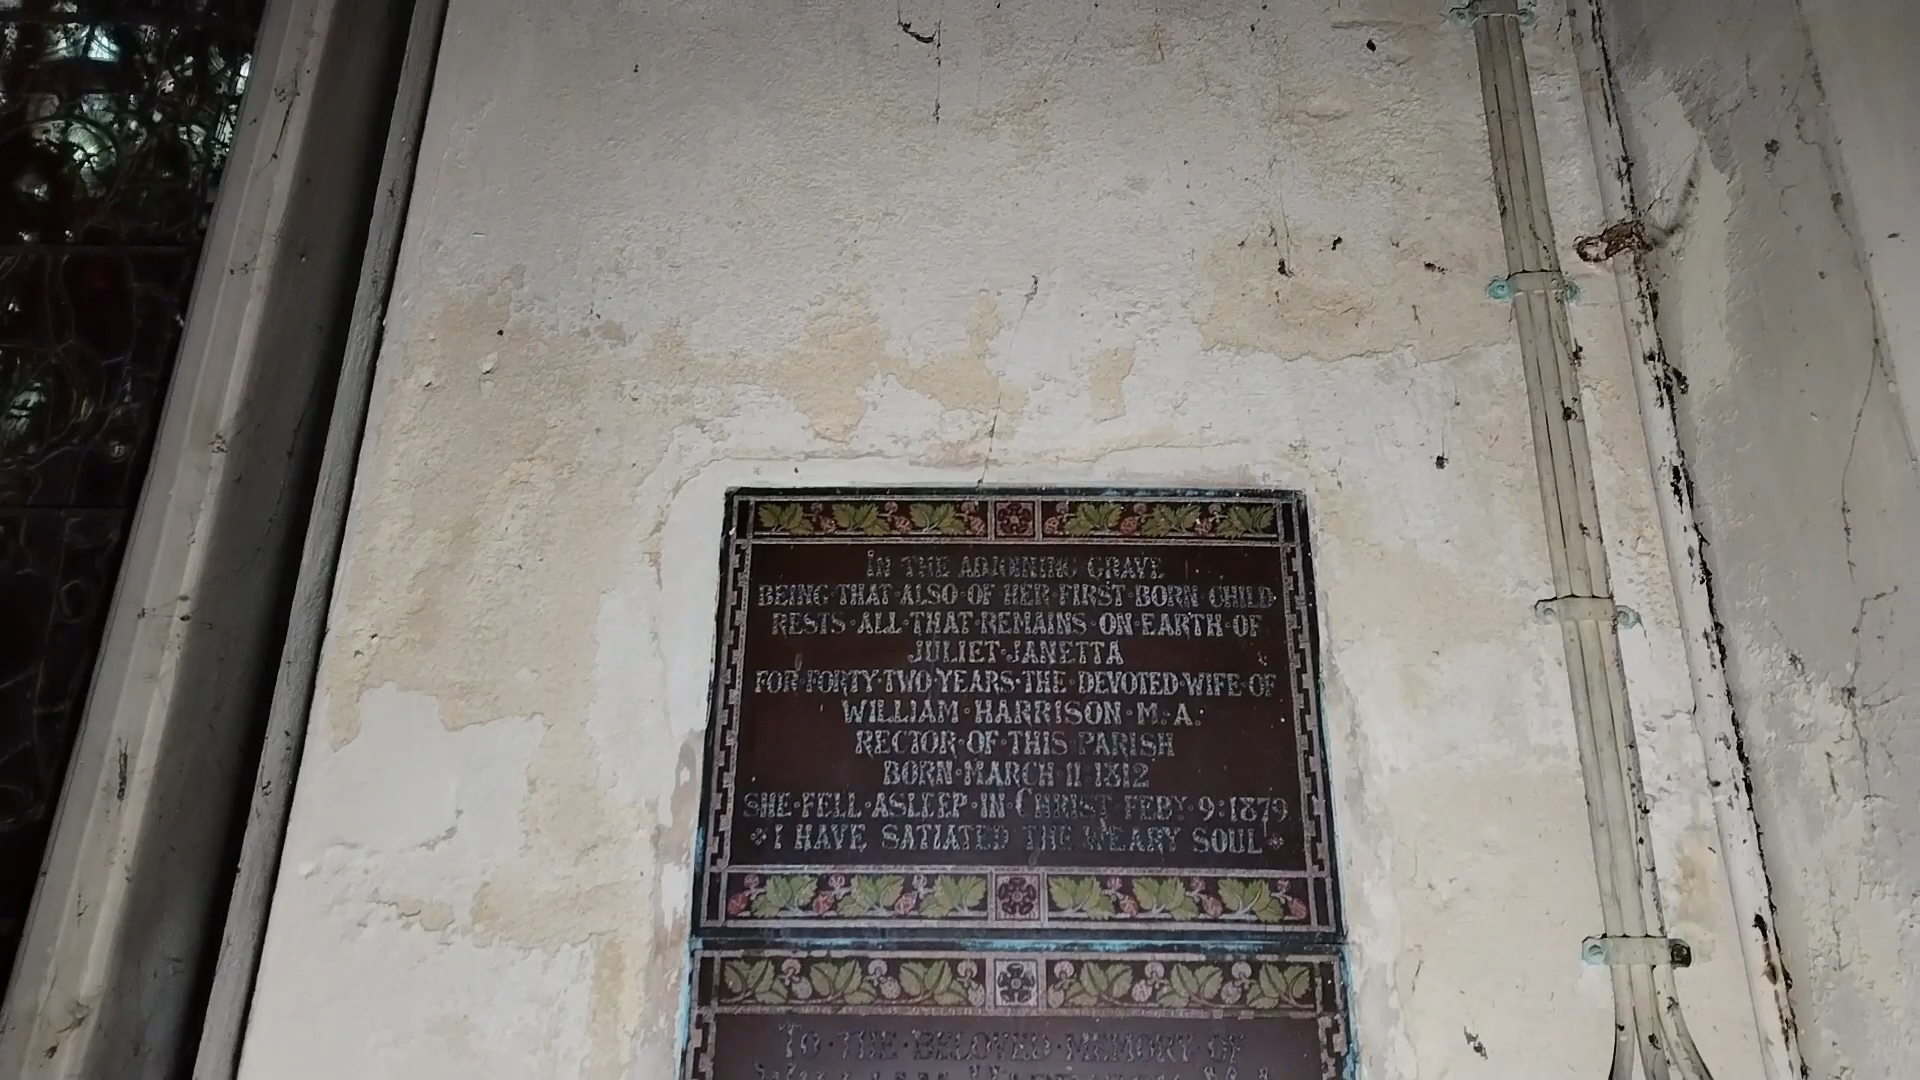 IN THE ADJOINING GRAVE
BEING·THAT·ALSO·OF HER·FIRST·BORN·CHILD
RESTS·ALL·THAT·REMAINS·ON·EARTH·OF
JULIET·JANETTA
FOR·FORTY·TWO·YEARS·THE·DEVOTED·WIFE·OF
WILLIAM·HARRISON·M·A·
RECTOR·OF·THIS·PARISH
BORN·MARCH·11·1812
SHE·FELL·ASLEEP·IN·CHRIST·FEBY·9:1879
I HAVE SATIATED THE WEARY SOUL
TO·THE·BELOVED·MEMORY·OF
WILLIAM HARRISON M.A.